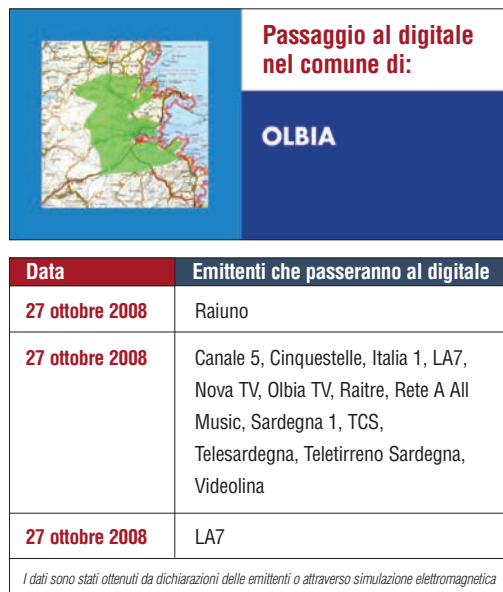 Passaggio al digitale
nel comune di:
OLBIA
Data Emittenti che passeranno al digitale
27 ottobre 2008 Raiuno
27 ottobre 2008 Canale 5, Cinquestelle, Italia 1, LA7,
Nova TV, Olbia TV, Raitre, Rete A All
Music, Sardegna 1, TCS,
Telesardegna, Teletirreno Sardegna,
Videolina
27 ottobre 2008 LA7
I dati sono stati ottenuti da dichiarazioni delle emittenti o attraverso simulazione elettromagnetica